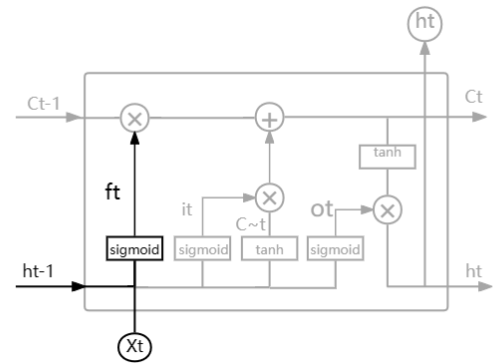 ht
Ct-1
Ct
×
+
tanh
ft
it
×
ot
×
C~t
sigmoid
sigmoid
tanh
sigmoid
ht-1
ht
Xt